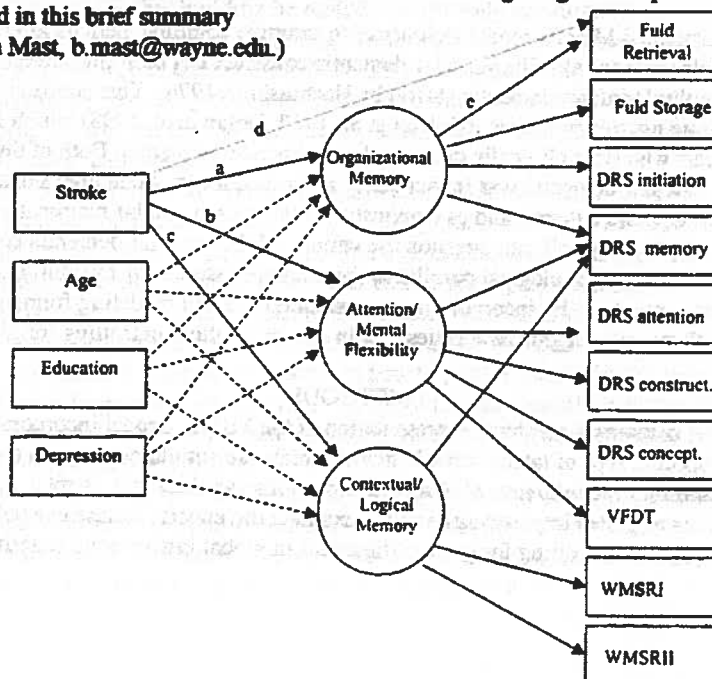 d in this brief summary
Mast, b.mast@wayne.edu.)
Fuld
Retrieval
e
Fuld Storage
d
Organizational
Memory
a
DRS initiation
Stroke
b
c
DRS memory
Age
Attention/
Mental
Flexibility
DRS attention
Education
DRS construct.
DRS concept.
Depression
Contextual/
Logical
Memory
VFDT
WMSRI
WMSRII